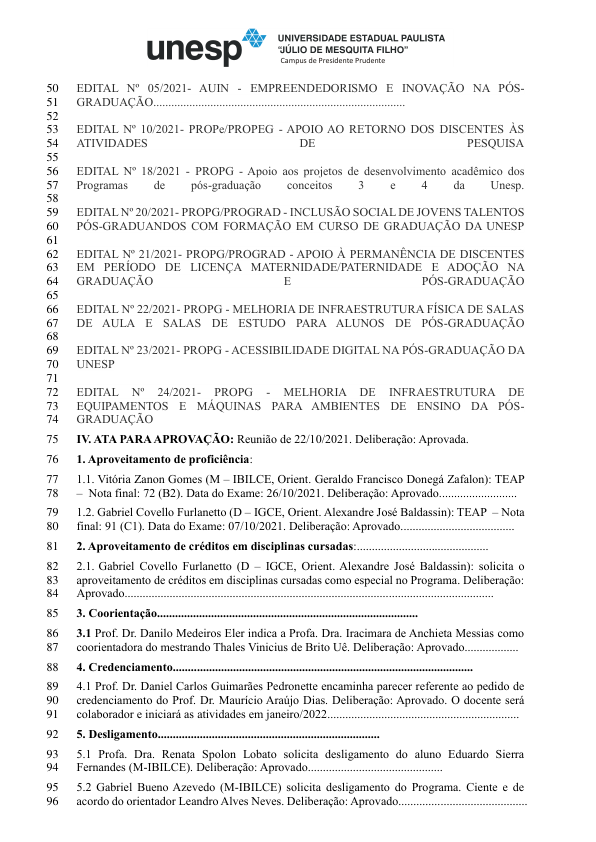 unesp
UNIVERSIDADE ESTADUAL PAULISTA
“JÚLIO DE MESQUITA FILHO”
Campus de Presidente Prudente
50 EDITAL Nº 05/2021- AUIN - EMPREENDEDORISMO E INOVAÇÃO NA PÓS-
51 GRADUAÇÃO....................................................................................
52
53 EDITAL Nº 10/2021- PROPe/PROPEG - APOIO AO RETORNO DOS DISCENTES ÀS
54 ATIVIDADES DE PESQUISA
55
56 EDITAL Nº 18/2021 - PROPG - Apoio aos projetos de desenvolvimento acadêmico dos
57 Programas de pós-graduação conceitos 3 e 4 da Unesp.
58
59 EDITAL Nº 20/2021- PROPG/PROGRAD - INCLUSÃO SOCIAL DE JOVENS TALENTOS
60 PÓS-GRADUANDOS COM FORMAÇÃO EM CURSO DE GRADUAÇÃO DA UNESP
61
62 EDITAL Nº 21/2021- PROPG/PROGRAD - APOIO À PERMANÊNCIA DE DISCENTES
63 EM PERÍODO DE LICENÇA MATERNIDADE/PATERNIDADE E ADOÇÃO NA
64 GRADUAÇÃO E PÓS-GRADUAÇÃO
65
66 EDITAL Nº 22/2021- PROPG - MELHORIA DE INFRAESTRUTURA FÍSICA DE SALAS
67 DE AULA E SALAS DE ESTUDO PARA ALUNOS DE PÓS-GRADUAÇÃO
68
69 EDITAL Nº 23/2021- PROPG - ACESSIBILIDADE DIGITAL NA PÓS-GRADUAÇÃO DA
70 UNESP
71
72 EDITAL Nº 24/2021- PROPG - MELHORIA DE INFRAESTRUTURA DE
73 EQUIPAMENTOS E MÁQUINAS PARA AMBIENTES DE ENSINO DA PÓS-
74 GRADUAÇÃO
75 IV. ATA PARA APROVAÇÃO: Reunião de 22/10/2021. Deliberação: Aprovada.
76 1. Aproveitamento de proficiência:
77 1.1. Vitória Zanon Gomes (M – IBILCE, Orient. Geraldo Francisco Donegá Zafalon): TEAP
78 – Nota final: 72 (B2). Data do Exame: 26/10/2021. Deliberação: Aprovado..........................
79 1.2. Gabriel Covello Furlanetto (D – IGCE, Orient. Alexandre José Baldassin): TEAP – Nota
80 final: 91 (C1). Data do Exame: 07/10/2021. Deliberação: Aprovado......................................
81 2. Aproveitamento de créditos em disciplinas cursadas:............................................
82 2.1. Gabriel Covello Furlanetto (D – IGCE, Orient. Alexandre José Baldassin): solicita o
83 aproveitamento de créditos em disciplinas cursadas como especial no Programa. Deliberação:
84 Aprovado...........................................................................................................................
85 3. Coorientação.......................................................................................
86 3.1 Prof. Dr. Danilo Medeiros Eler indica a Profa. Dra. Iracimara de Anchieta Messias como
87 coorientadora do mestrando Thales Vinicius de Brito Uê. Deliberação: Aprovado..................
88 4. Credenciamento....................................................................................................
89 4.1 Prof. Dr. Daniel Carlos Guimarães Pedronette encaminha parecer referente ao pedido de
90 credenciamento do Prof. Dr. Maurício Araújo Dias. Deliberação: Aprovado. O docente será
91 colaborador e iniciará as atividades em janeiro/2022................................................................
92 5. Desligamento..........................................................................
93 5.1 Profa. Dra. Renata Spolon Lobato solicita desligamento do aluno Eduardo Sierra
94 Fernandes (M-IBILCE). Deliberação: Aprovado.............................................
95 5.2 Gabriel Bueno Azevedo (M-IBILCE) solicita desligamento do Programa. Ciente e de
96 acordo do orientador Leandro Alves Neves. Deliberação: Aprovado...........................................